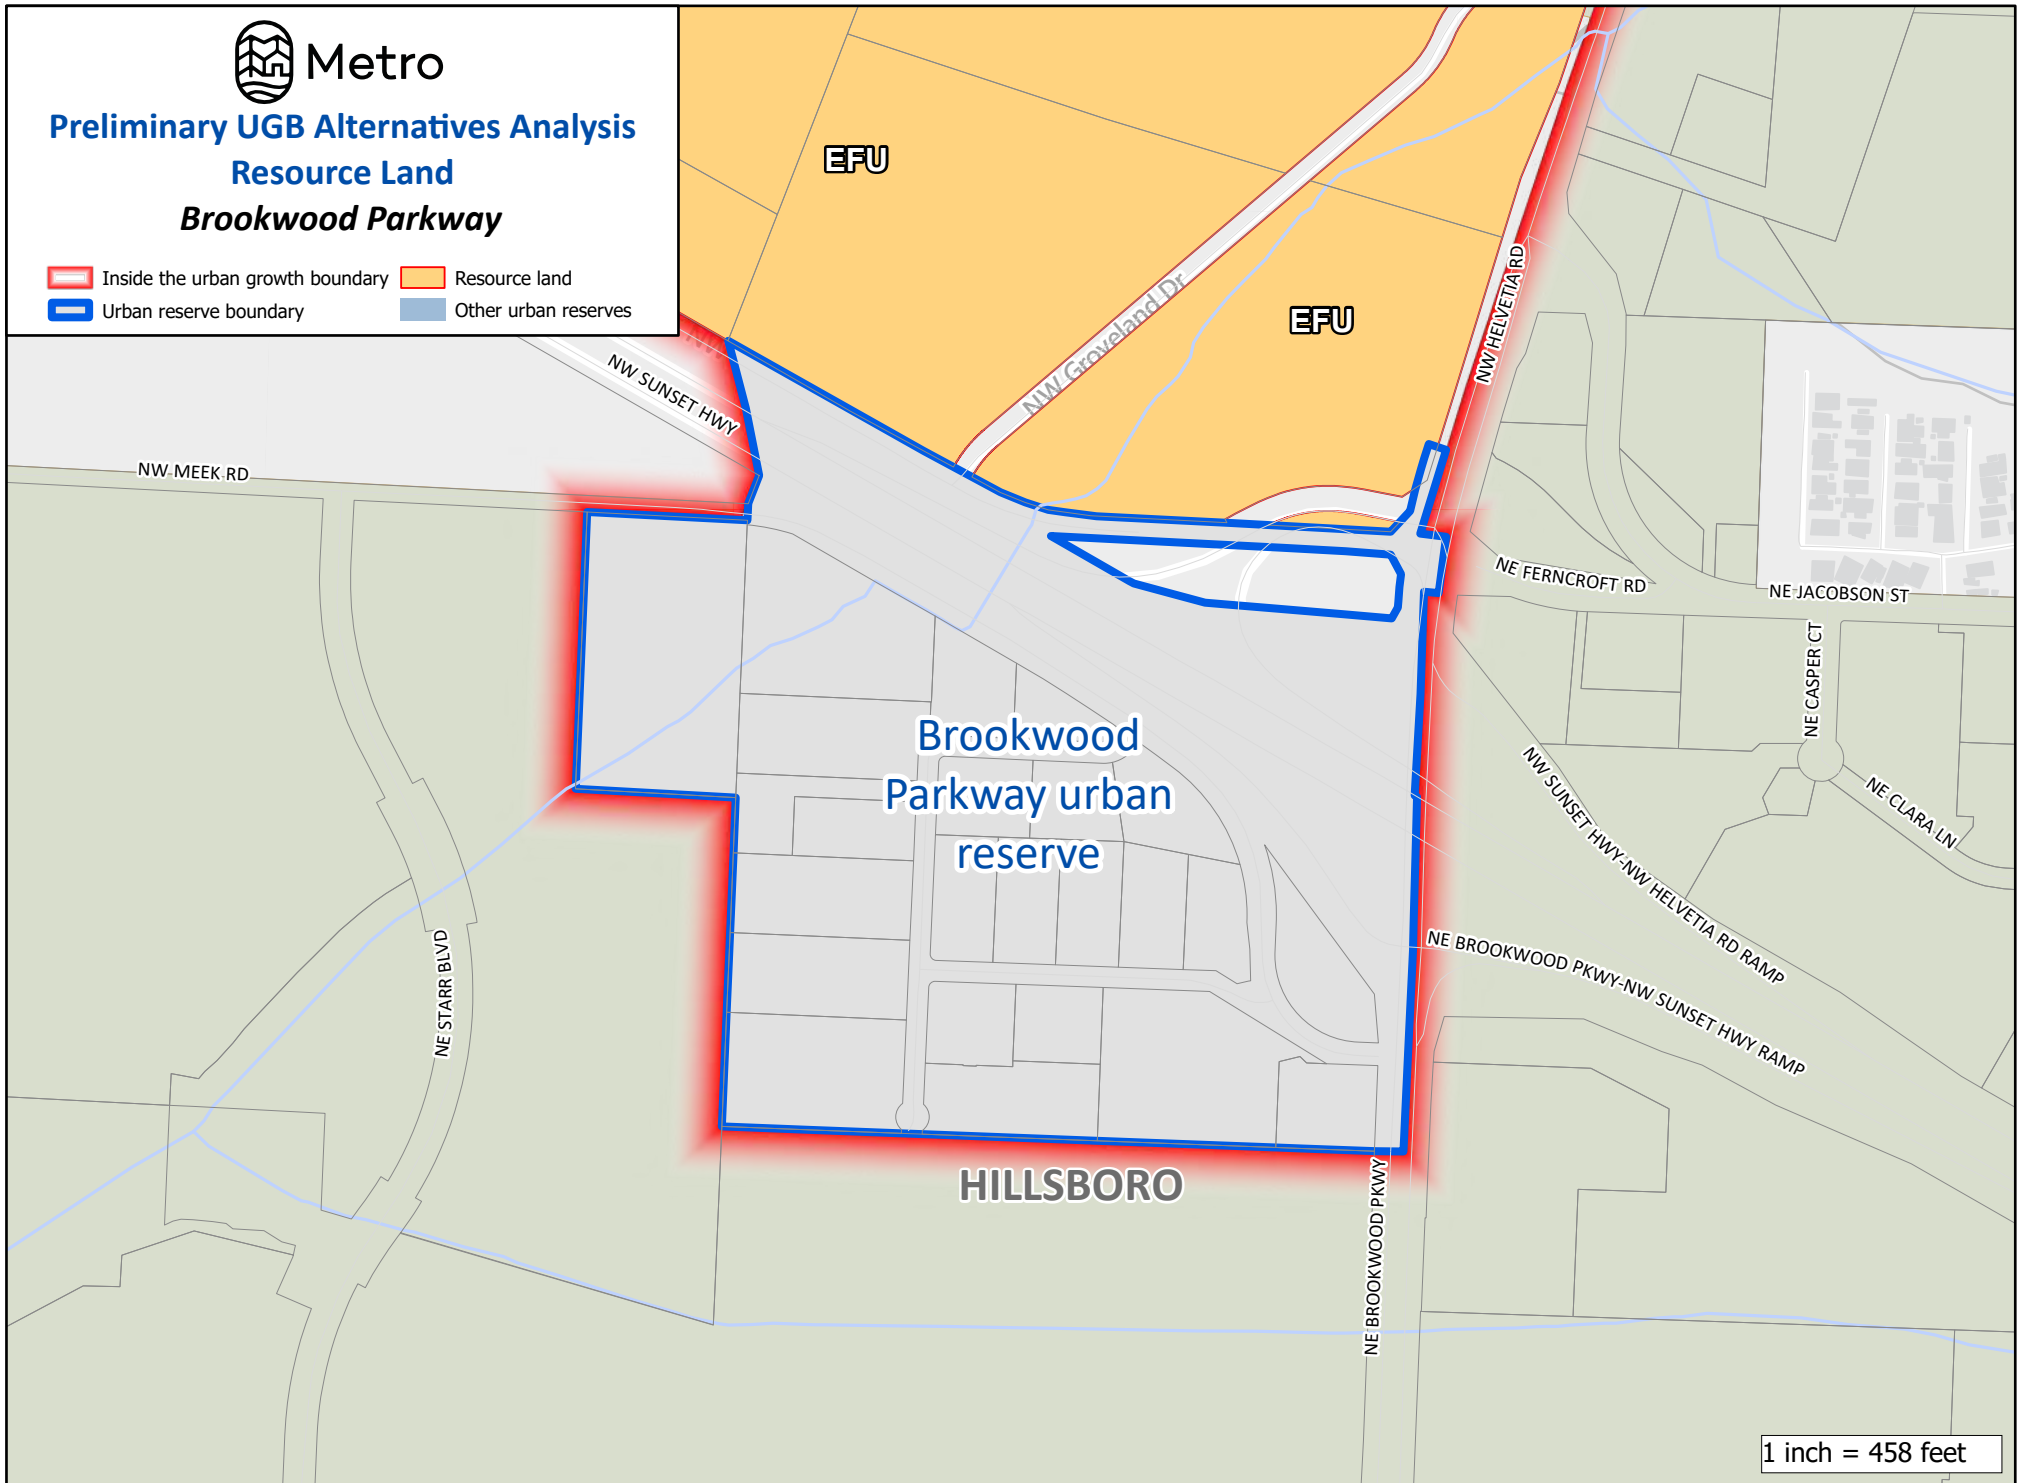 Metro
Preliminary UGB Alternatives Analysis
Resource Land
Brookwood Parkway
Inside the urban growth boundary
Resource land
Urban reserve boundary
Other urban reserves
EFU
EFU
NW Groveland Dr
NW HELVETIA RD
NW SUNSET HWY
NW MEEK RD
NE FERNCROFT RD
NE JACOBSON ST
NE CASPER CT
NE CLARA LN
NW SUNSET HWY-NW HELVETIA RD RAMP
NE BROOKWOOD PKWY-NW SUNSET HWY RAMP
Brookwood
Parkway urban
reserve
NE STARR BLVD
HILLSBORO
NE BROOKWOOD PKWY
1 inch = 458 feet